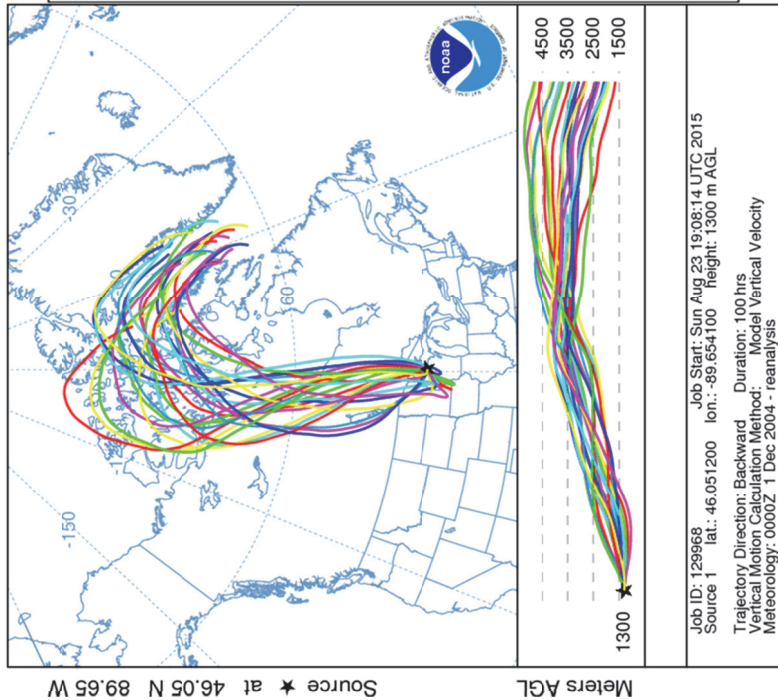 Source ★ at 46.05 N 89.65 W
-150
30
60
noaa
Meters AGL
1300
4500
3500
2500
1500
Job ID: 129968 Job Start: Sun Aug 23 19:08:14 UTC 2015
Source 1 lat.: 46.051200 lon.: -89.654100 height: 1300 m AGL
Trajectory Direction: Backward Duration: 100hrs
Vertical Motion Calculation Method: Model Vertical Velocity
Meteorology: 0000Z 1 Dec 2004 - reanalysis